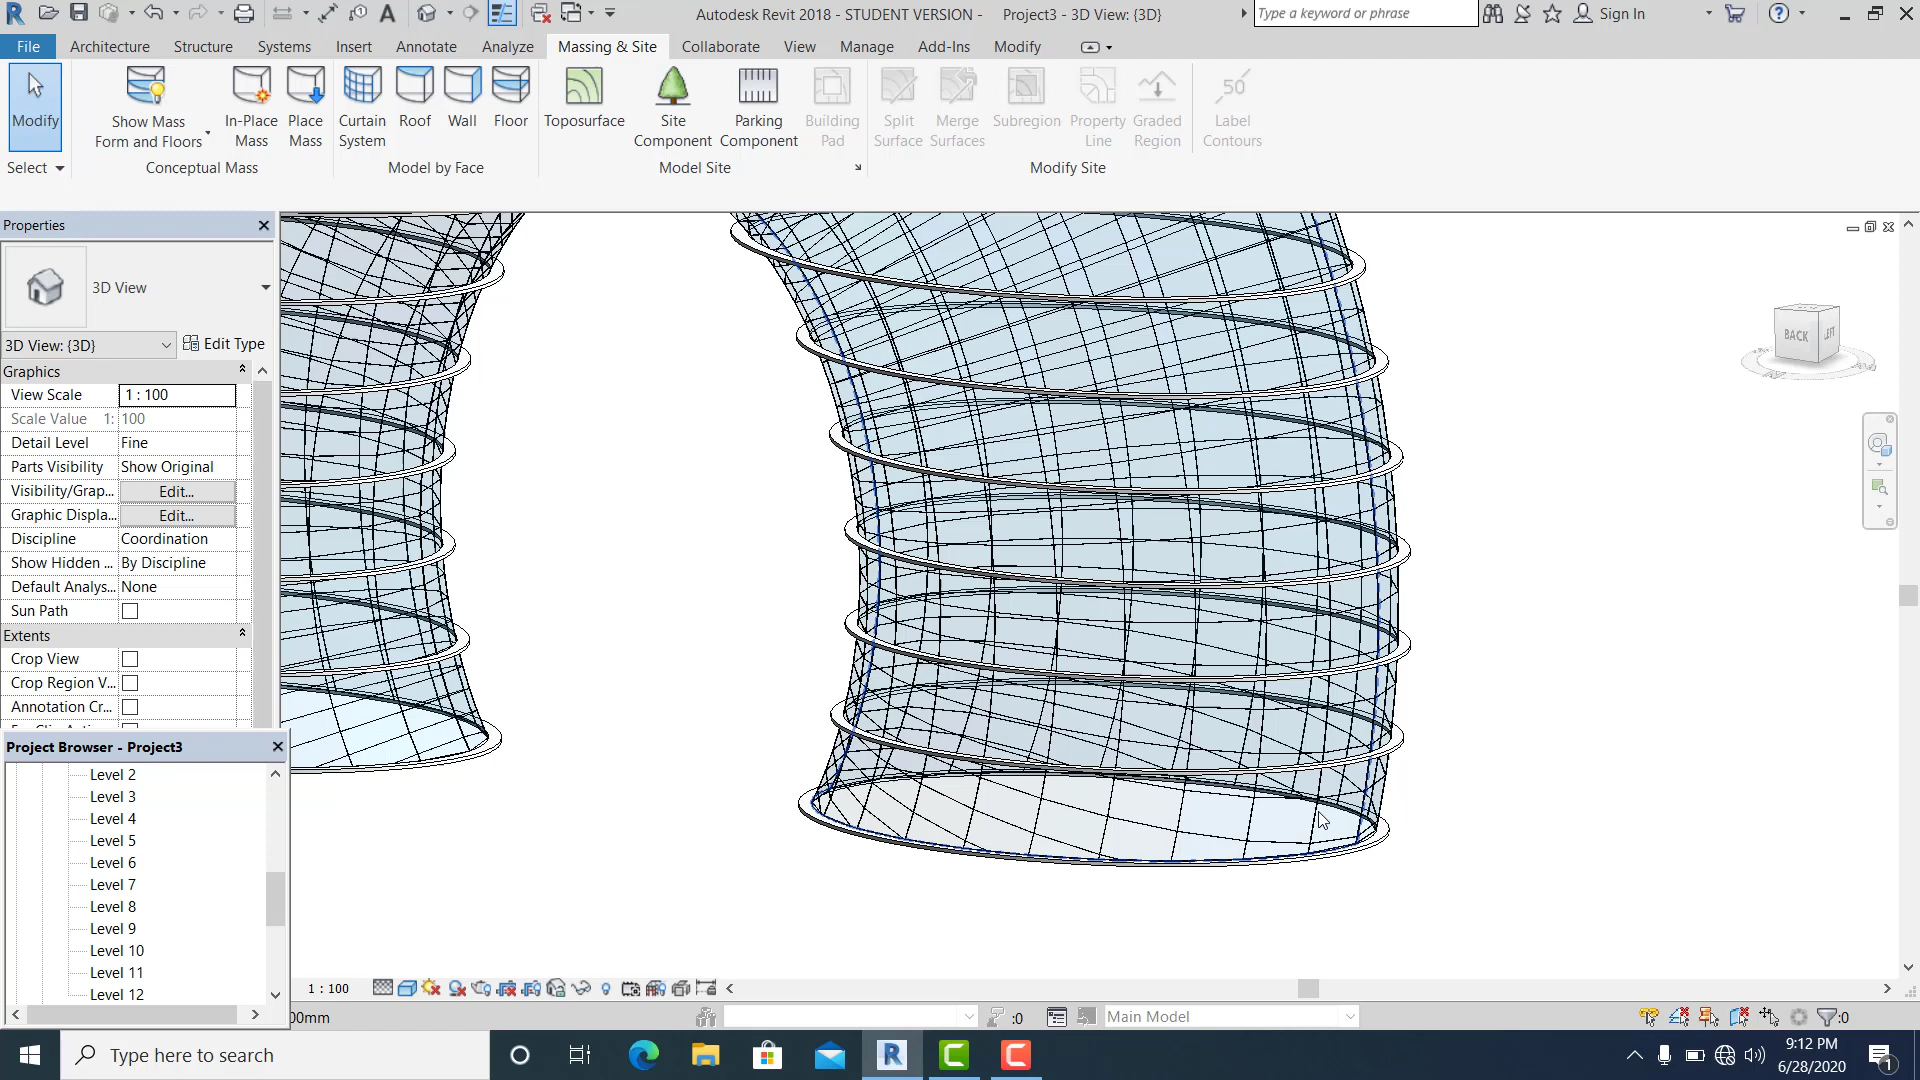 Autodesk Revit 2018 - STUDENT VERSION - Project3 - 3D View: {3D}
Type a keyword or phrase
Sign In
File Architecture Structure Systems Insert Annotate Analyze Massing & Site Collaborate View Manage Add-Ins Modify
Modify
Show Mass
Form and Floors
In-Place
Mass
Place
Mass
Curtain
System
Roof
Wall
Floor
Toposurface
Site
Component
Parking
Component
Building
Pad
Split
Surface
Merge
Surfaces
Subregion
Property
Line
Graded
Region
50
Label
Contours
Select
Conceptual Mass
Model by Face
Model Site
Modify Site
Properties
3D View
3D View: {3D}
Edit Type
Graphics
View Scale 1 : 100
Scale Value 1: 100
Detail Level Fine
Parts Visibility Show Original
Visibility/Grap... Edit...
Graphic Displa... Edit...
Discipline Coordination
Show Hidden ... By Discipline
Default Analys... None
Sun Path
Extents
Crop View
Crop Region V...
Annotation Cr...
BACK
LEFT
Project Browser - Project3
Level 2
Level 3
Level 4
Level 5
Level 6
Level 7
Level 8
Level 9
Level 10
Level 11
Level 12
1 : 100
00mm
:0
Main Model
:0
Type here to search
9:12 PM
6/28/2020
1